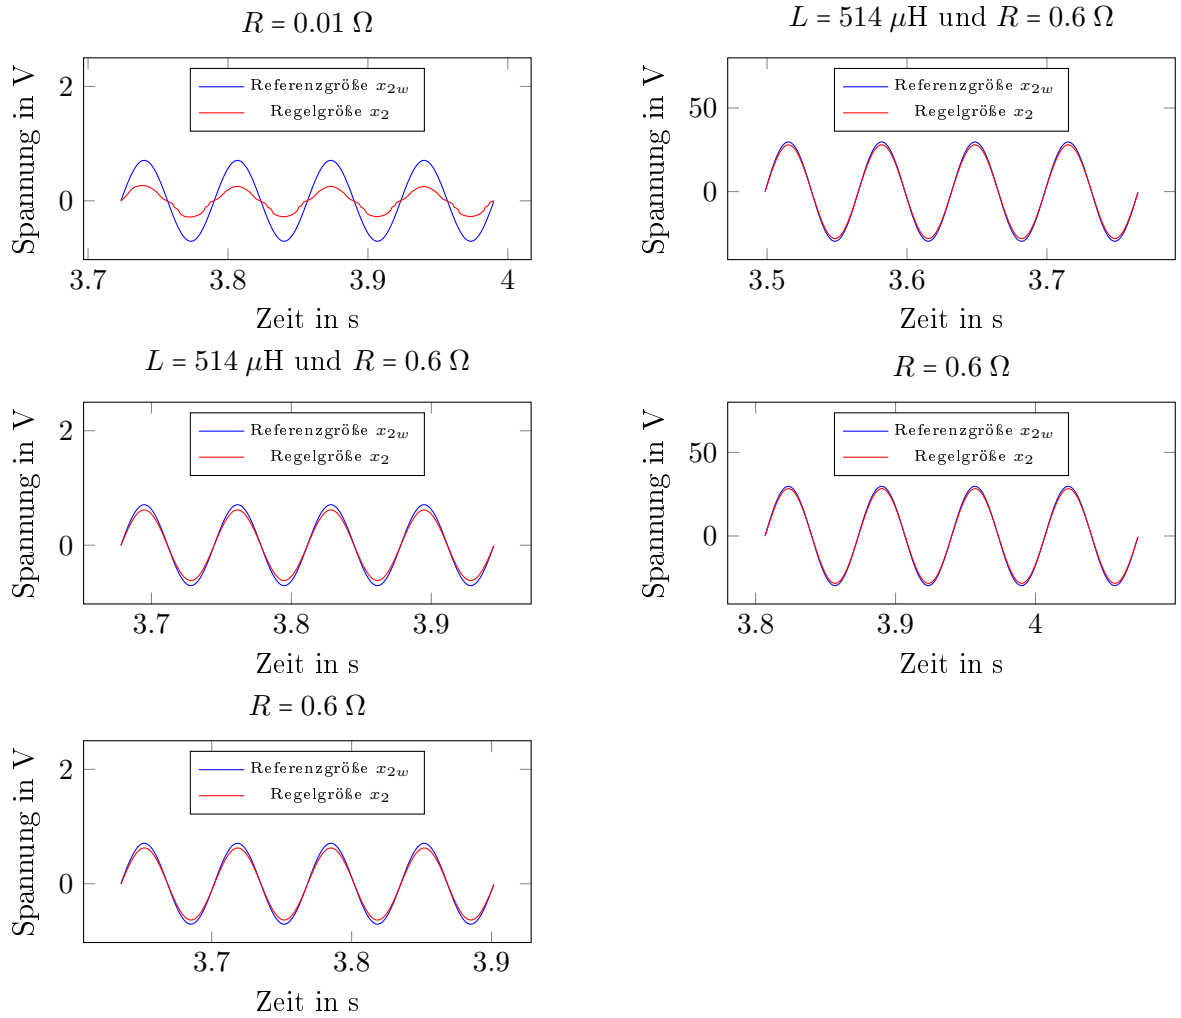 R = 0.01 Ω
Spannung in V
2
0
Referenzgröße x2w
Regelgröße x2
3.7 3.8 3.9 4
Zeit in s
L = 514 μH und R = 0.6 Ω
Spannung in V
50
0
Referenzgröße x2w
Regelgröße x2
3.5 3.6 3.7
Zeit in s
L = 514 μH und R = 0.6 Ω
Spannung in V
2
0
Referenzgröße x2w
Regelgröße x2
3.7 3.8 3.9
Zeit in s
R = 0.6 Ω
Spannung in V
50
0
Referenzgröße x2w
Regelgröße x2
3.8 3.9 4
Zeit in s
R = 0.6 Ω
Spannung in V
2
0
Referenzgröße x2w
Regelgröße x2
3.7 3.8 3.9
Zeit in s